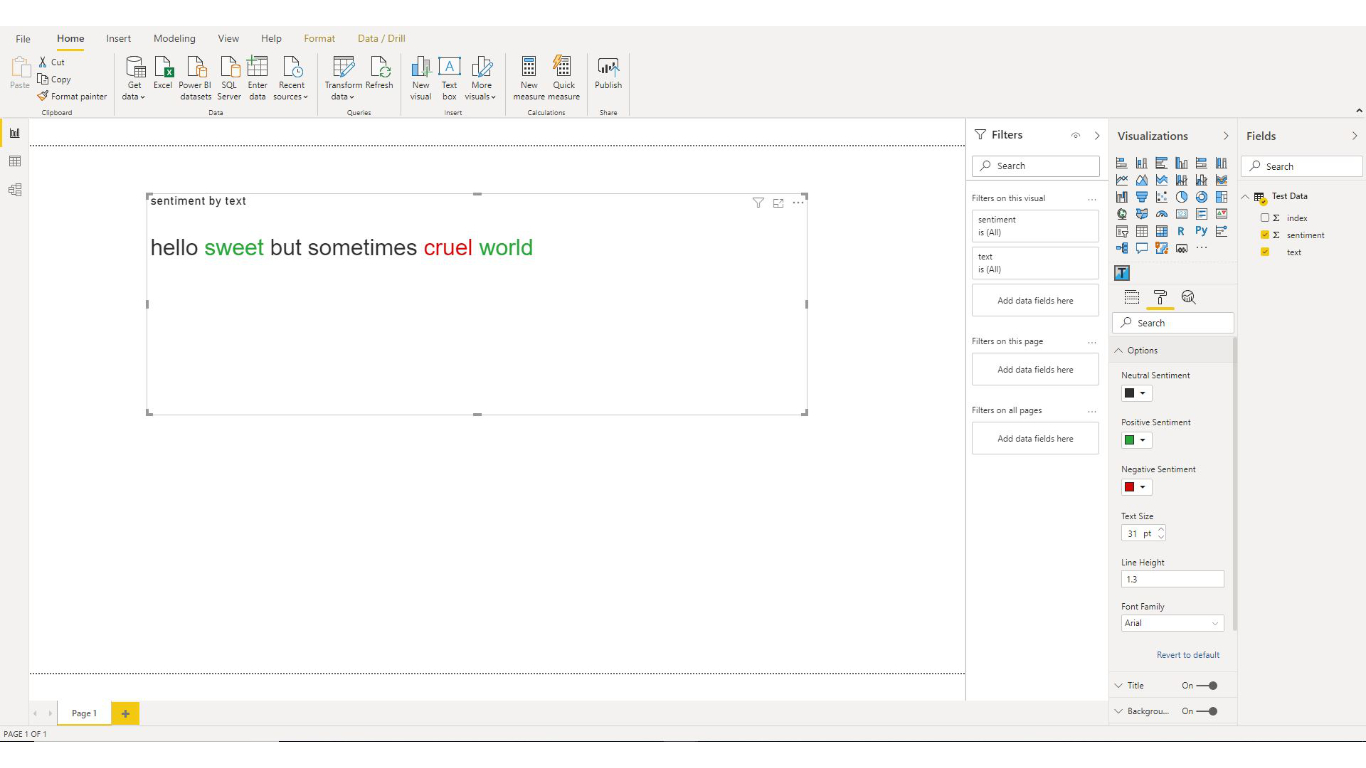 File Home Insert Modeling View Help Format Data / Drill
Paste
Cut
Copy
Format painter
Clipboard
Get data
Excel
Power BI datasets
SQL Server
Enter data
Recent sources
Data
Transform data
Refresh
Queries
New visual
Text box
More visuals
Insert
New measure
Quick measure
Calculations
Publish
Share
sentiment by text
hello sweet but sometimes cruel world
Filters
Search
Filters on this visual
sentiment
is (All)
text
is (All)
Add data fields here
Filters on this page
Add data fields here
Filters on all pages
Add data fields here
Visualizations
R Py
T
Search
Options
Neutral Sentiment
Positive Sentiment
Negative Sentiment
Text Size
31 pt
Line Height
1.3
Font Family
Arial
Revert to default
Title On
Backgrou... On
Fields
Search
Test Data
Σ index
Σ sentiment
text
Page 1 +
PAGE 1 OF 1